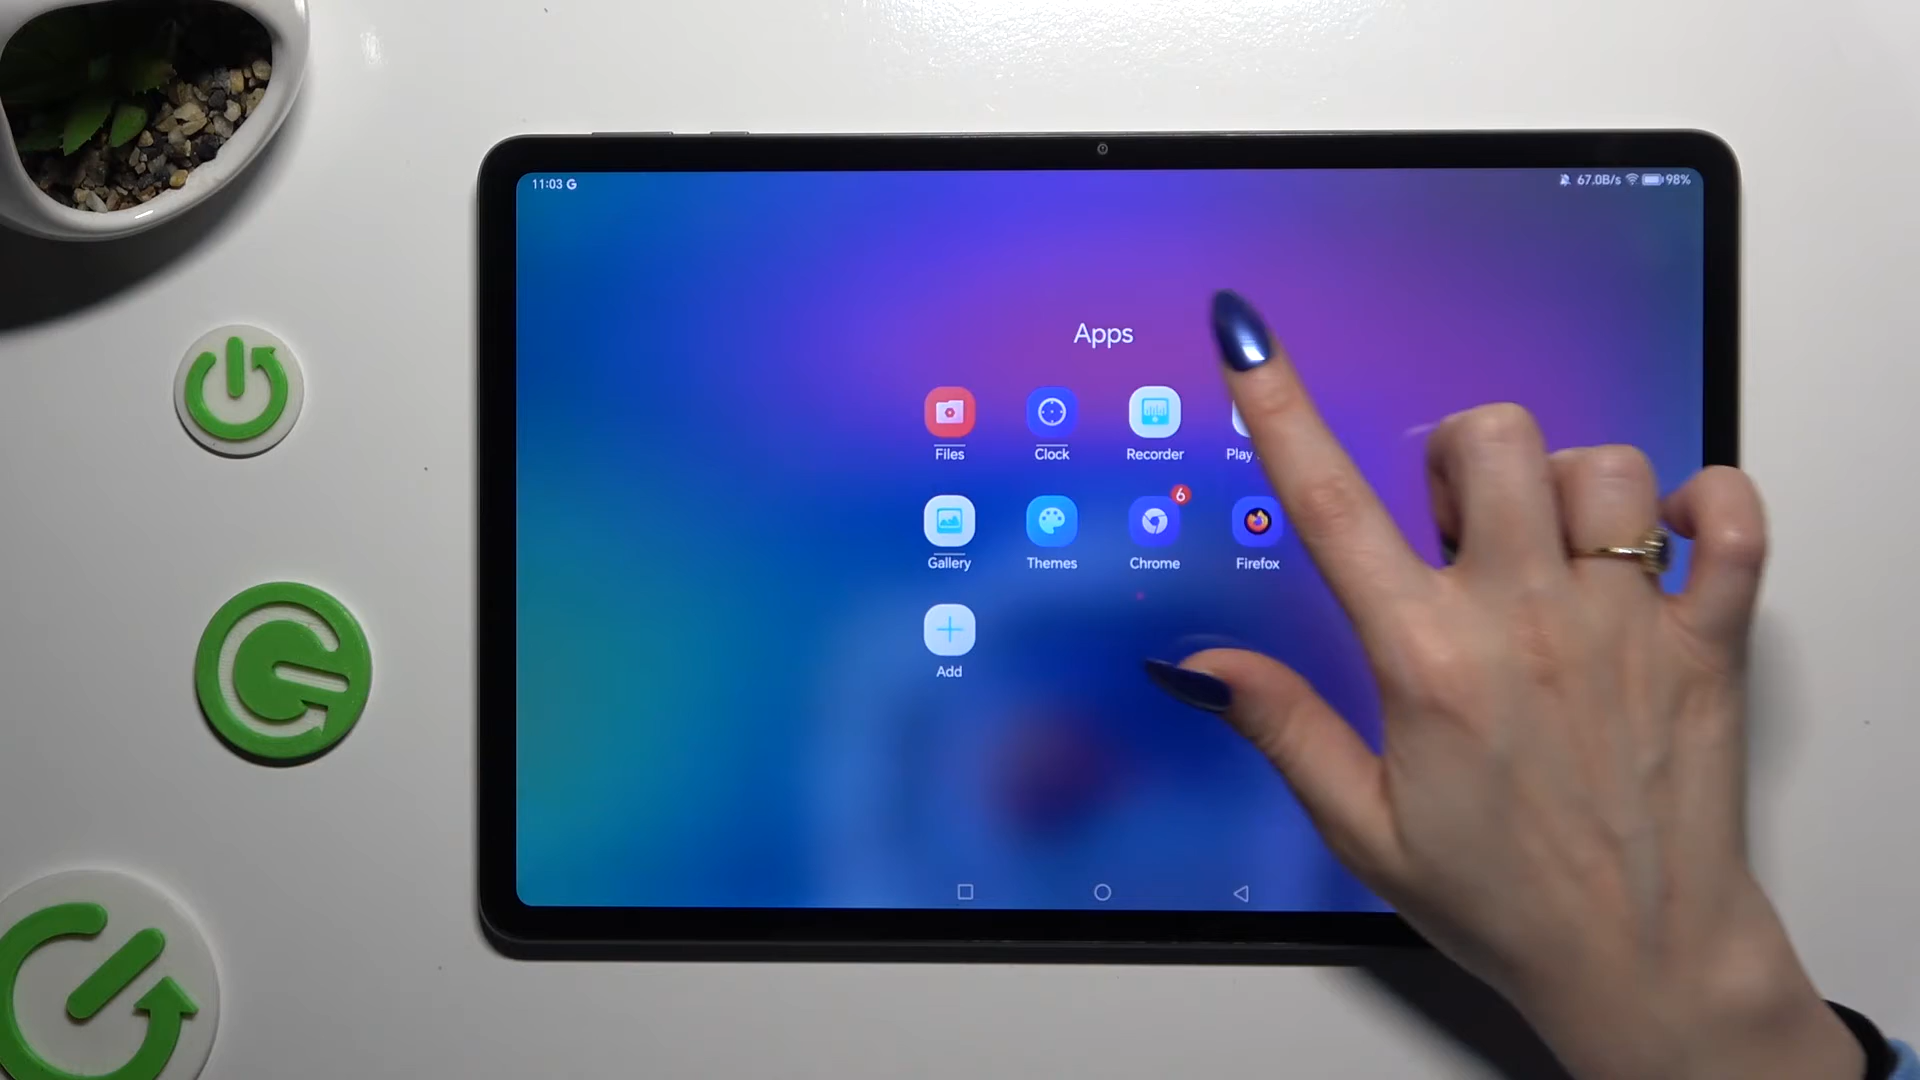 11:03 G
67.0B/s 98%
Apps
Files Clock Recorder Play
6
Gallery Themes Chrome Firefox
Add